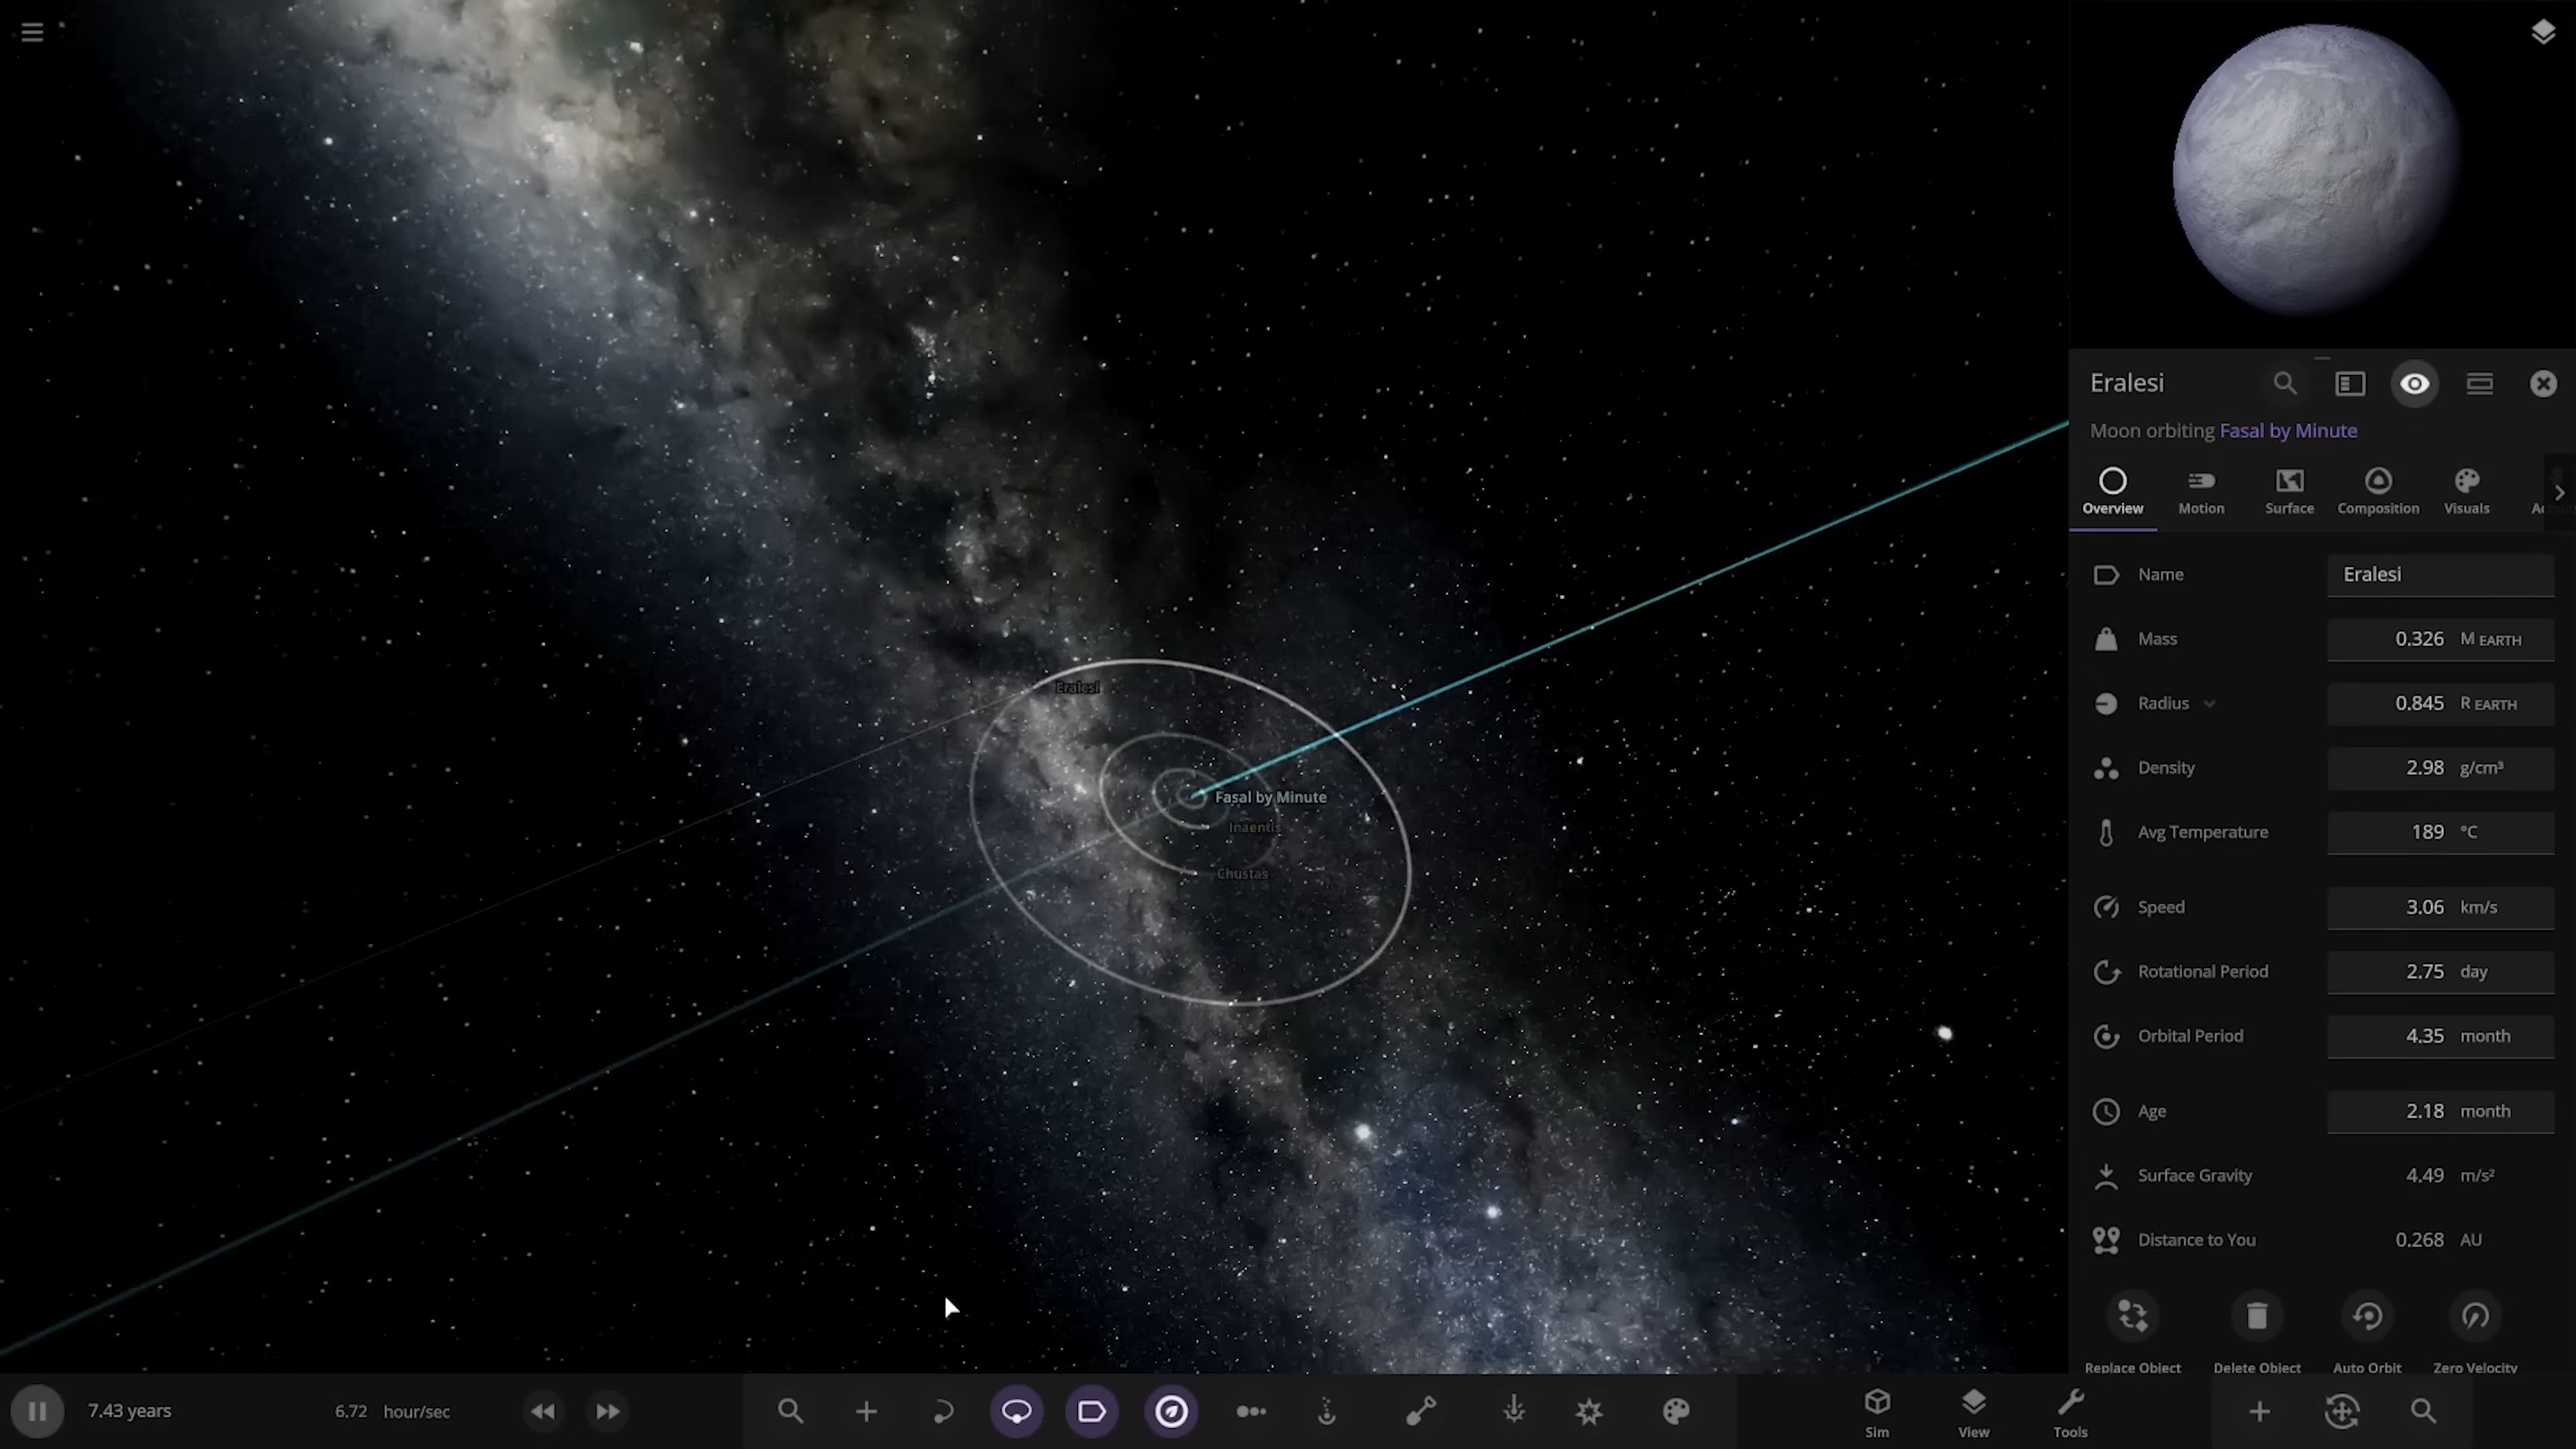 Eralesi
Moon orbiting Fasal by Minute
Overview
Motion
Surface
Composition
Visuals
Name
Eralesi
Mass
0.326 M EARTH
Radius
0.845 R EARTH
Density
2.98 g/cm³
Avg Temperature
189 °C
Speed
3.06 km/s
Rotational Period
2.75 day
Orbital Period
4.35 month
Age
2.18 month
Surface Gravity
4.49 m/s²
Distance to You
0.268 AU
Replace Object
Delete Object
Auto Orbit
Zero Velocity
Eralesi
Fasal by Minute
Inaentis
Chustas
7.43 years
6.72 hour/sec
Sim
View
Tools